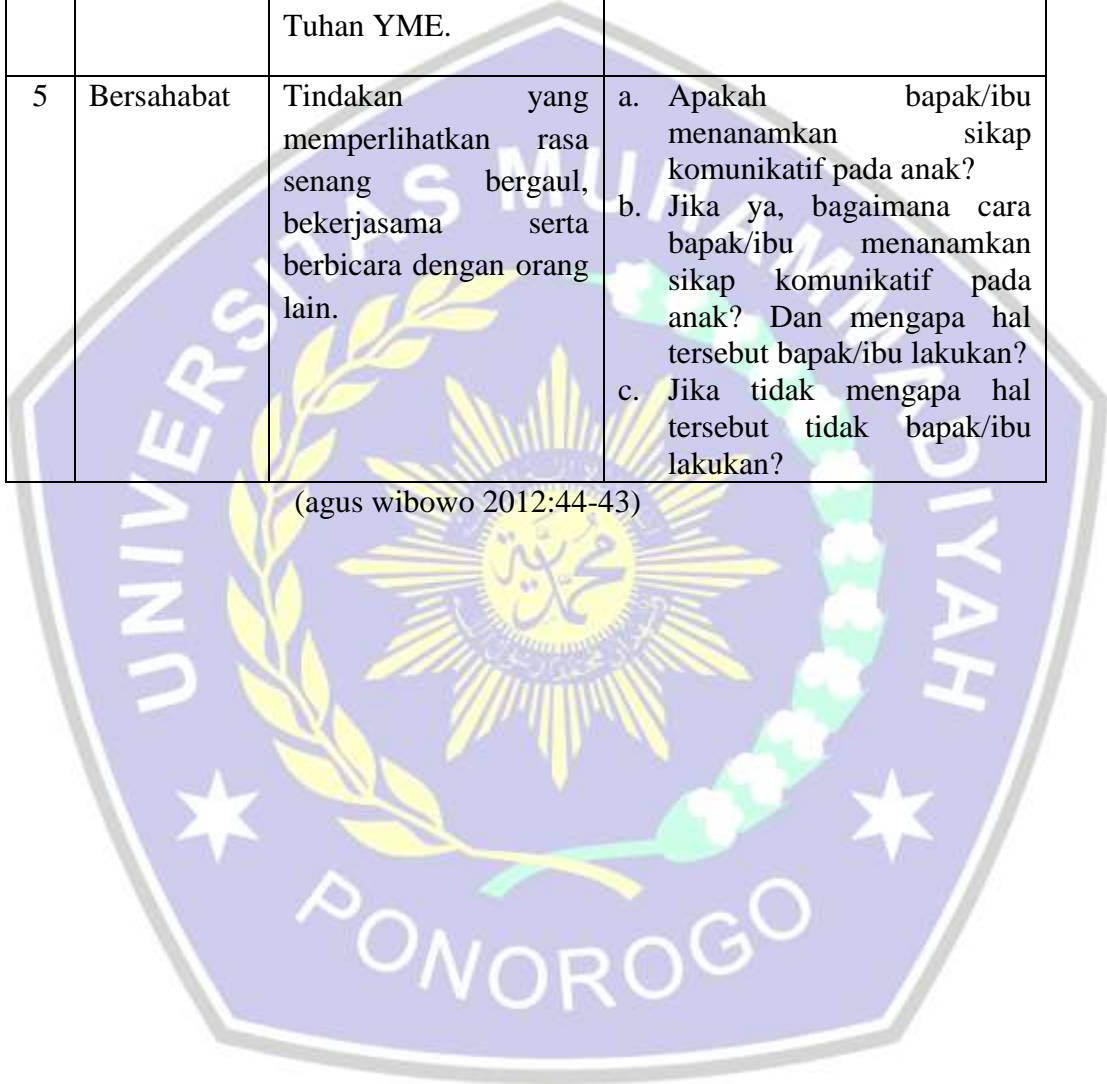 Tuhan YME.
5 Bersahabat
Tindakan yang
memperlihatkan rasa
senang bergaul,
bekerjasama serta
berbicara dengan orang
lain.
a. Apakah bapak/ibu
menanamkan sikap
komunikatif pada anak?
b. Jika ya, bagaimana cara
bapak/ibu menanamkan
sikap komunikatif pada
anak? Dan mengapa hal
tersebut bapak/ibu lakukan?
c. Jika tidak mengapa hal
tersebut tidak bapak/ibu
lakukan?
(agus wibowo 2012:44-43)
UNIVERSITAS MUHAMMADIYAH
محمدية
PONOROGO